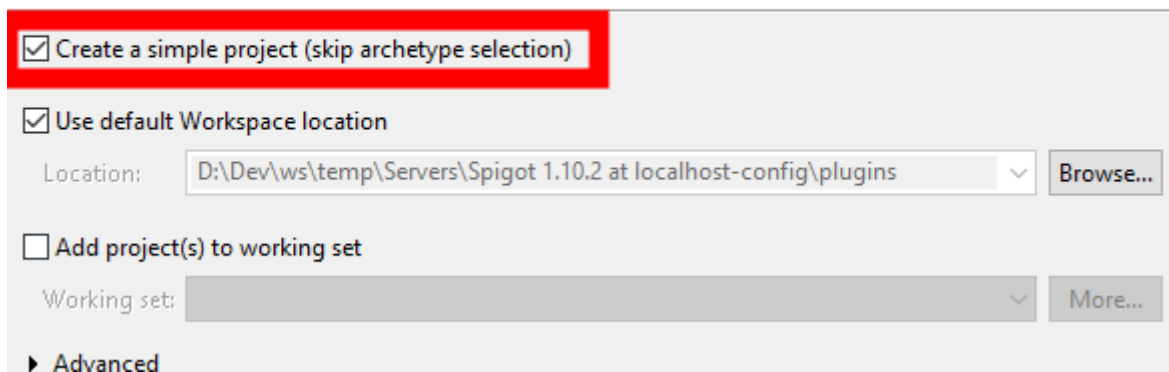 Create a simple project (skip archetype selection)
Use default Workspace location
Location: D:\Dev\ws\temp\Servers\Spigot 1.10.2 at localhost-config\plugins Browse...
Add project(s) to working set
Working set: More...
Advanced